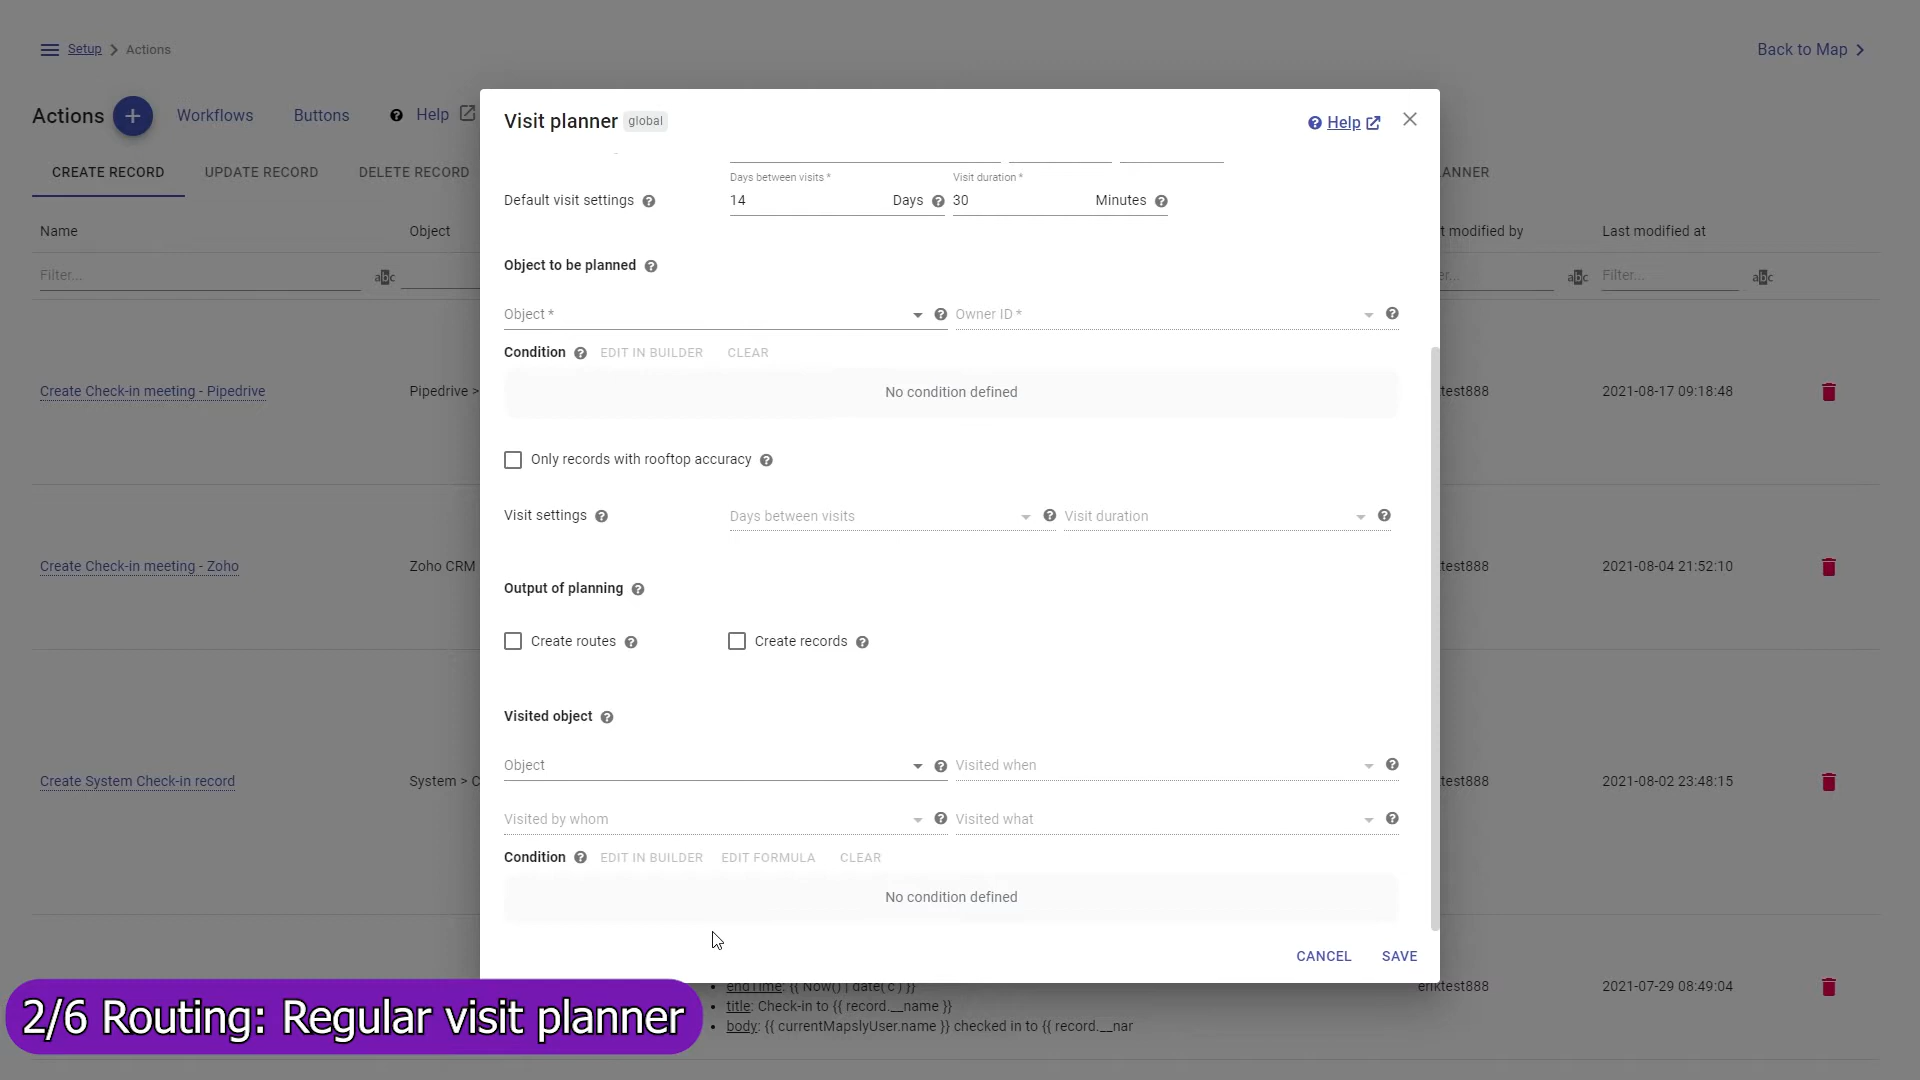 Setup
Actions
Back to Map
Actions
+
Workflows
Buttons
Help
CREATE RECORD
UPDATE RECORD
DELETE RECORD
ANNER
Name
Object
t modified by
Last modified at
Filter...
abc
er...
abc
Filter...
abc
Create Check-in meeting - Pipedrive
Pipedrive >
test888
2021-08-17 09:18:48
Create Check-in meeting - Zoho
Zoho CRM
test888
2021-08-04 21:52:10
Create System Check-in record
System > C
test888
2021-08-02 23:48:15
endTime: {{ Now() | date('c') }}
title: Check-in to {{ record.__name }}
body: {{ currentMapslyUser.name }} checked in to {{ record.__nar
eriktest888
2021-07-29 08:49:04
Visit planner
global
Help
Default visit settings
Days between visits *
14
Days
Visit duration *
30
Minutes
Object to be planned
Object *
Owner ID *
Condition
EDIT IN BUILDER
CLEAR
No condition defined
Only records with rooftop accuracy
Visit settings
Days between visits
Visit duration
Output of planning
Create routes
Create records
Visited object
Object
Visited when
Visited by whom
Visited what
Condition
EDIT IN BUILDER
EDIT FORMULA
CLEAR
No condition defined
CANCEL
SAVE
2/6 Routing: Regular visit planner